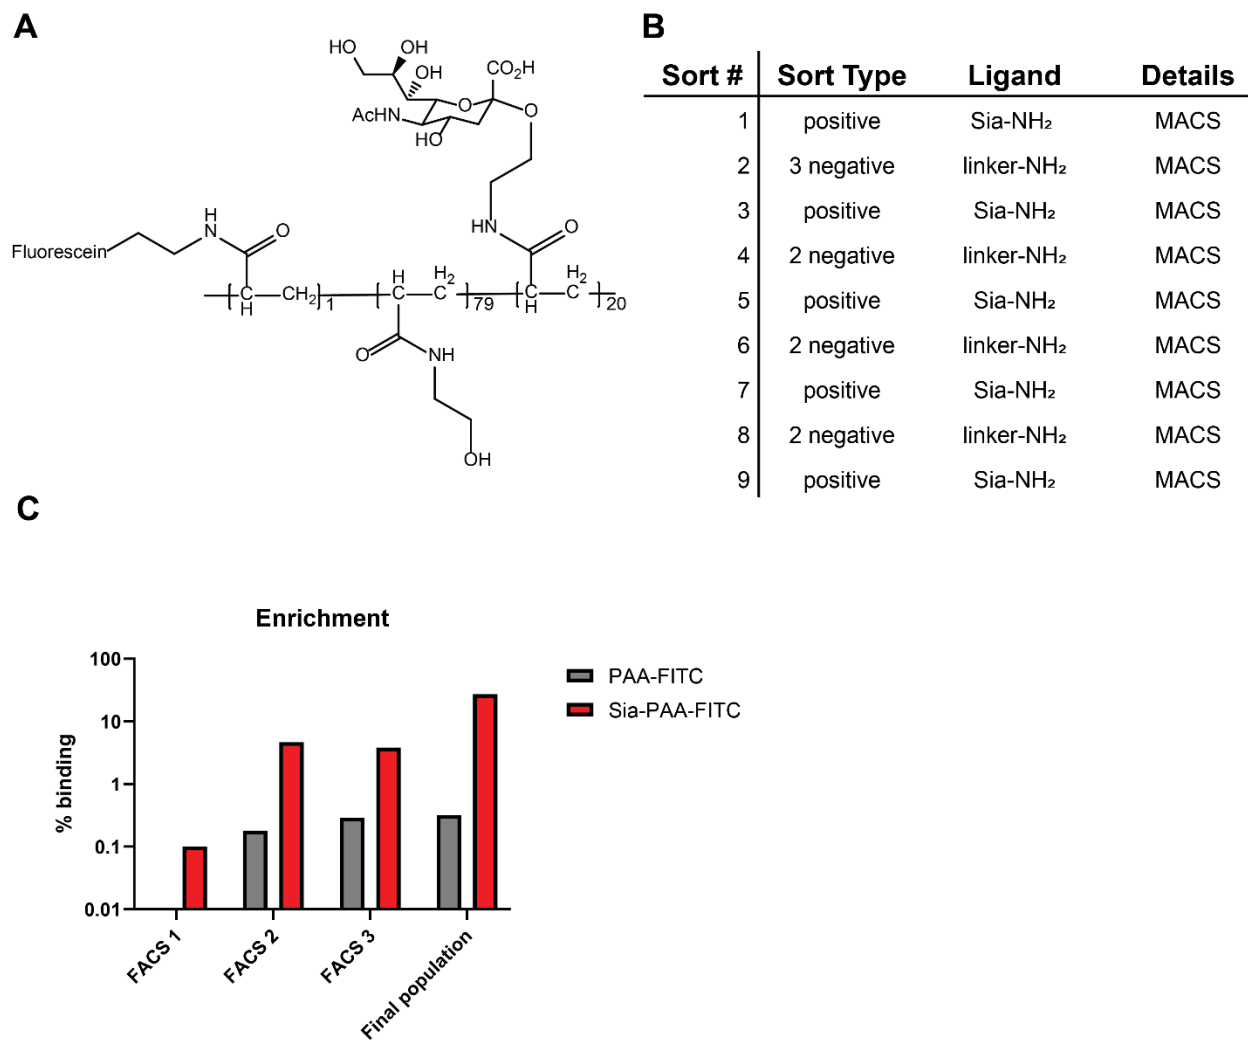 A
HO
OH
OH
CO₂H
O
O
AcHN
HO
H
N
O
HN
O
Fluorescein
H
H₂
H₂
C
CH₂
1
C
C
79
C
C
20
H
H
O
NH
OH
B
Sort # Sort Type Ligand Details
1 positive Sia-NH₂ MACS
2 3 negative linker-NH₂ MACS
3 positive Sia-NH₂ MACS
4 2 negative linker-NH₂ MACS
5 positive Sia-NH₂ MACS
6 2 negative linker-NH₂ MACS
7 positive Sia-NH₂ MACS
8 2 negative linker-NH₂ MACS
9 positive Sia-NH₂ MACS
C
Enrichment
% binding
100
10
1
0.1
0.01
FACS 1
FACS 2
FACS 3
Final population
PAA-FITC
Sia-PAA-FITC